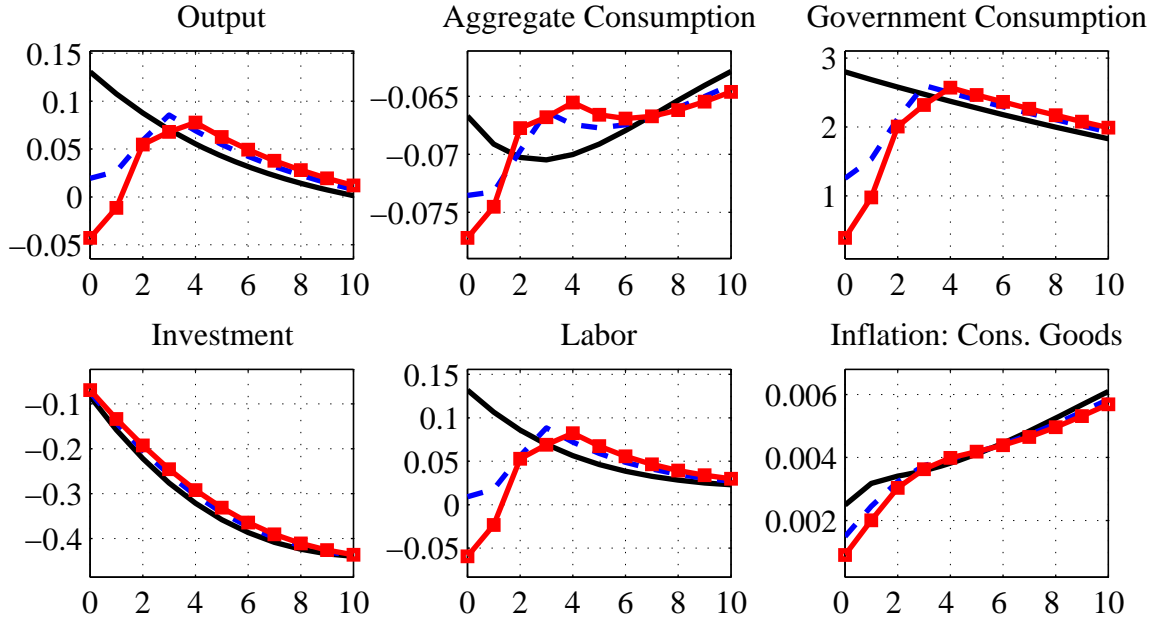 Output
Aggregate Consumption
Government Consumption
0.15
0.1
0.05
0
−0.05
0 2 4 6 8 10
−0.065
−0.07
−0.075
0 2 4 6 8 10
3
2
1
0 2 4 6 8 10
Investment
Labor
Inflation: Cons. Goods
−0.1
−0.2
−0.3
−0.4
0 2 4 6 8 10
0.15
0.1
0.05
0
−0.05
0 2 4 6 8 10
0.006
0.004
0.002
0 2 4 6 8 10